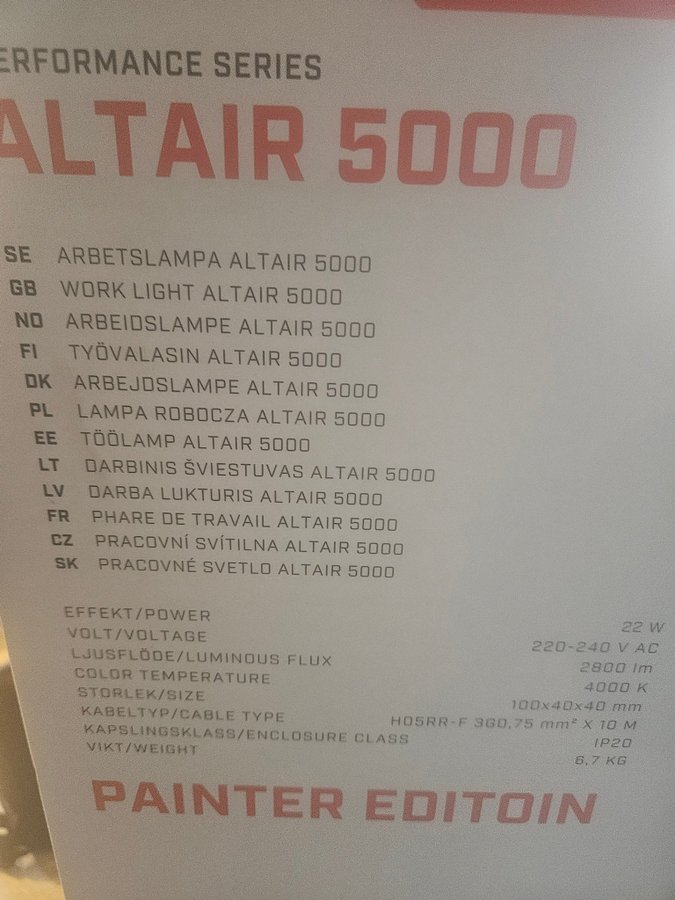 ERFORMANCE SERIES
ALTAIR 5000
SE ARBETSLAMPA ALTAIR 5000
GB WORK LIGHT ALTAIR 5000
NO ARBEIDSLAMPE ALTAIR 5000
FI TYÖVALASIN ALTAIR 5000
DK ARBEJDSLAMPE ALTAIR 5000
PL LAMPA ROBOCZA ALTAIR 5000
EE TÖÖLAMP ALTAIR 5000
LT DARBINIS ŠVIESTUVAS ALTAIR 5000
LV DARBA LUKTURIS ALTAIR 5000
FR PHARE DE TRAVAIL ALTAIR 5000
CZ PRACOVNÍ SVÍTILNA ALTAIR 5000
SK PRACOVNÉ SVETLO ALTAIR 5000
EFFEKT/POWER 22 W
VOLT/VOLTAGE 220-240 V AC
LJUSFLÖDE/LUMINOUS FLUX 2800 lm
COLOR TEMPERATURE 4000 K
STORLEK/SIZE 100x40x40 mm
KABELTYP/CABLE TYPE H05RR-F 3G0,75 mm² X 10 M
KAPSLINGSKLASS/ENCLOSURE CLASS IP20
VIKT/WEIGHT 6,7 KG
PAINTER EDITOIN